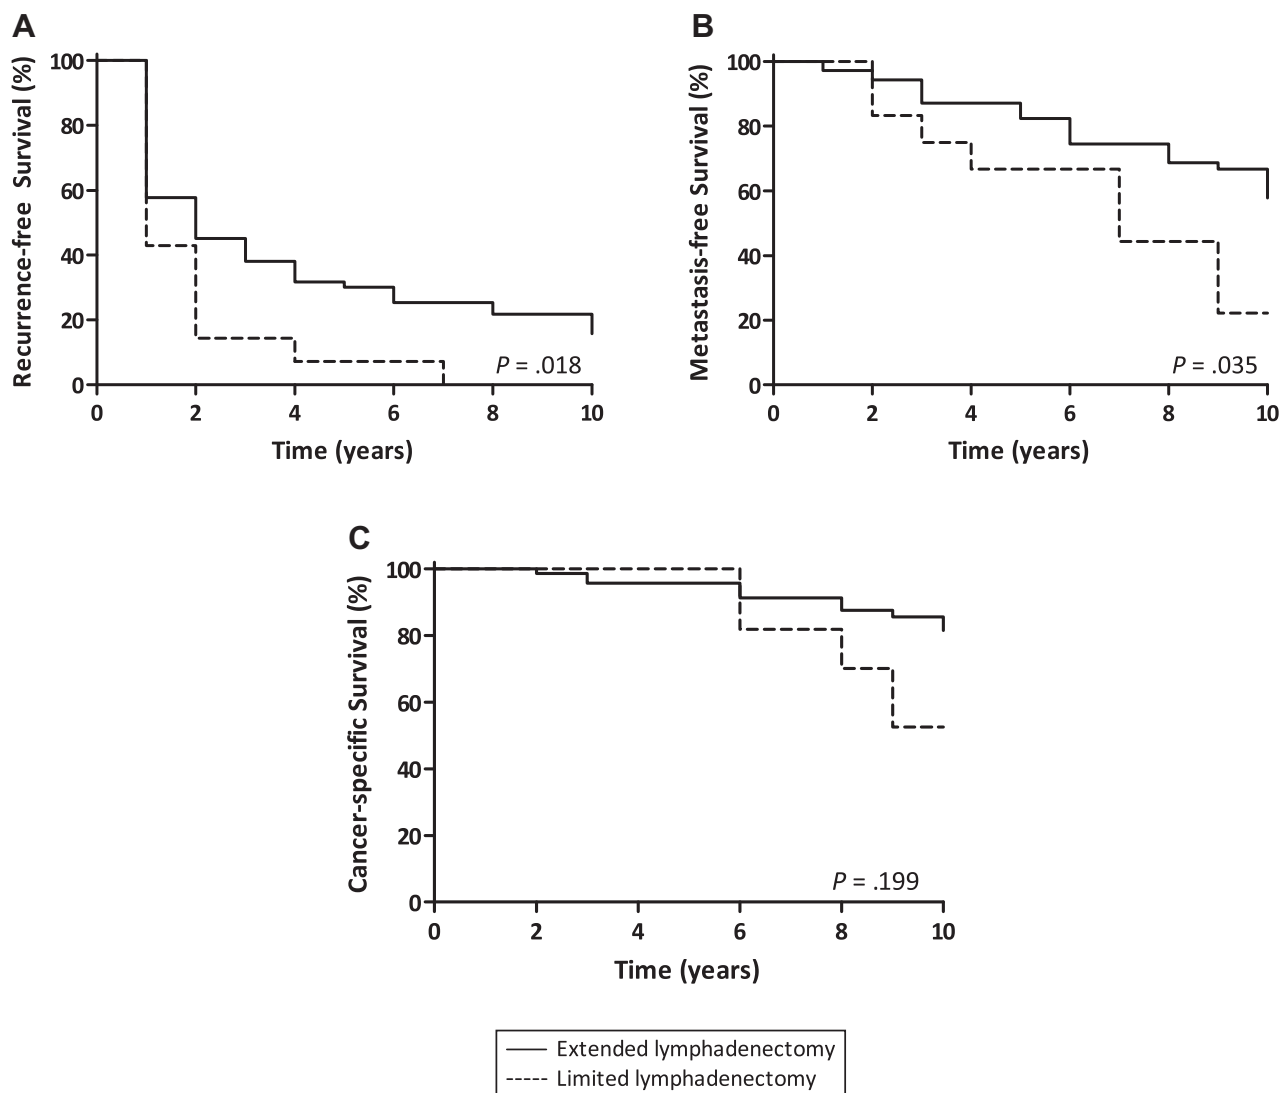 A
Recurrence-free Survival (%)
100
80
60
40
20
0
0 2 4 6 8 10
P = .018
Time (years)
B
Metastasis-free Survival (%)
100
80
60
40
20
0
0 2 4 6 8 10
P = .035
Time (years)
C
Cancer-specific Survival (%)
100
80
60
40
20
0
0 2 4 6 8 10
P = .199
Time (years)
Extended lymphadenectomy
Limited lymphadenectomy